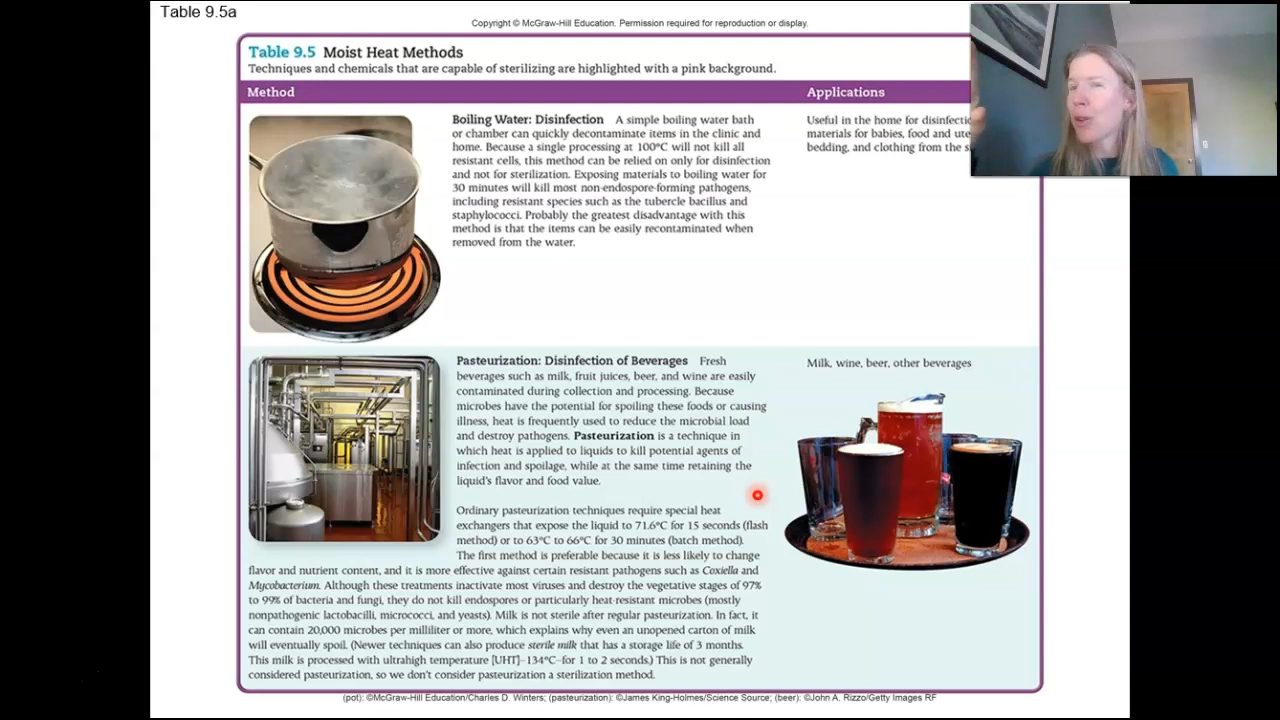 Table 9.5a
Copyright © McGraw-Hill Education. Permission required for reproduction or display.
Table 9.5 Moist Heat Methods
Techniques and chemicals that are capable of sterilizing are highlighted with a pink background.
Method
Applications
Boiling Water: Disinfection A simple boiling water bath
or chamber can quickly decontaminate items in the clinic and
home. Because a single processing at 100°C will not kill all
resistant cells, this method can be relied on only for disinfection
and not for sterilization. Exposing materials to boiling water for
30 minutes will kill most non-endospore-forming pathogens,
including resistant species such as the tubercle bacillus and
staphylococci. Probably the greatest disadvantage with this
method is that the items can be easily recontaminated when
removed from the water.
Useful in the home for
materials for babies, food and
bedding, and clothing from the
Pasteurization: Disinfection of Beverages Fresh
beverages such as milk, fruit juices, beer, and wine are easily
contaminated during collection and processing. Because
microbes have the potential for spoiling these foods or causing
illness, heat is frequently used to reduce the microbial load
and destroy pathogens. Pasteurization is a technique in
which heat is applied to liquids to kill potential agents of
infection and spoilage, while at the same time retaining the
liquid's flavor and food value.
Ordinary pasteurization techniques require special heat
exchangers that expose the liquid to 71.6°C for 15 seconds (flash
method) or to 63°C to 66°C for 30 minutes (batch method).
The first method is preferable because it is less likely to change
flavor and nutrient content, and it is more effective against certain resistant pathogens such as Coxiella and
Mycobacterium. Although these treatments inactivate most viruses and destroy the vegetative stages of 97%
to 99% of bacteria and fungi, they do not kill endospores or particularly heat-resistant microbes (mostly
nonpathogenic lactobacilli, micrococci, and yeasts). Milk is not sterile after regular pasteurization. In fact, it
can contain 20,000 microbes per milliliter or more, which explains why even an unopened carton of milk
will eventually spoil. (Newer techniques can also produce sterile milk that has a storage life of 3 months.
This milk is processed with ultrahigh temperature [UHT]–134°C–for 1 to 2 seconds.) This is not generally
considered pasteurization, so we don't consider pasteurization a sterilization method.
Milk, wine, beer, other beverages
(pot): ©McGraw-Hill Education/Charles D. Winters; (pasteurization): ©James King-Holmes/Science Source; (beer): ©John A. Rizzo/Getty Images RF